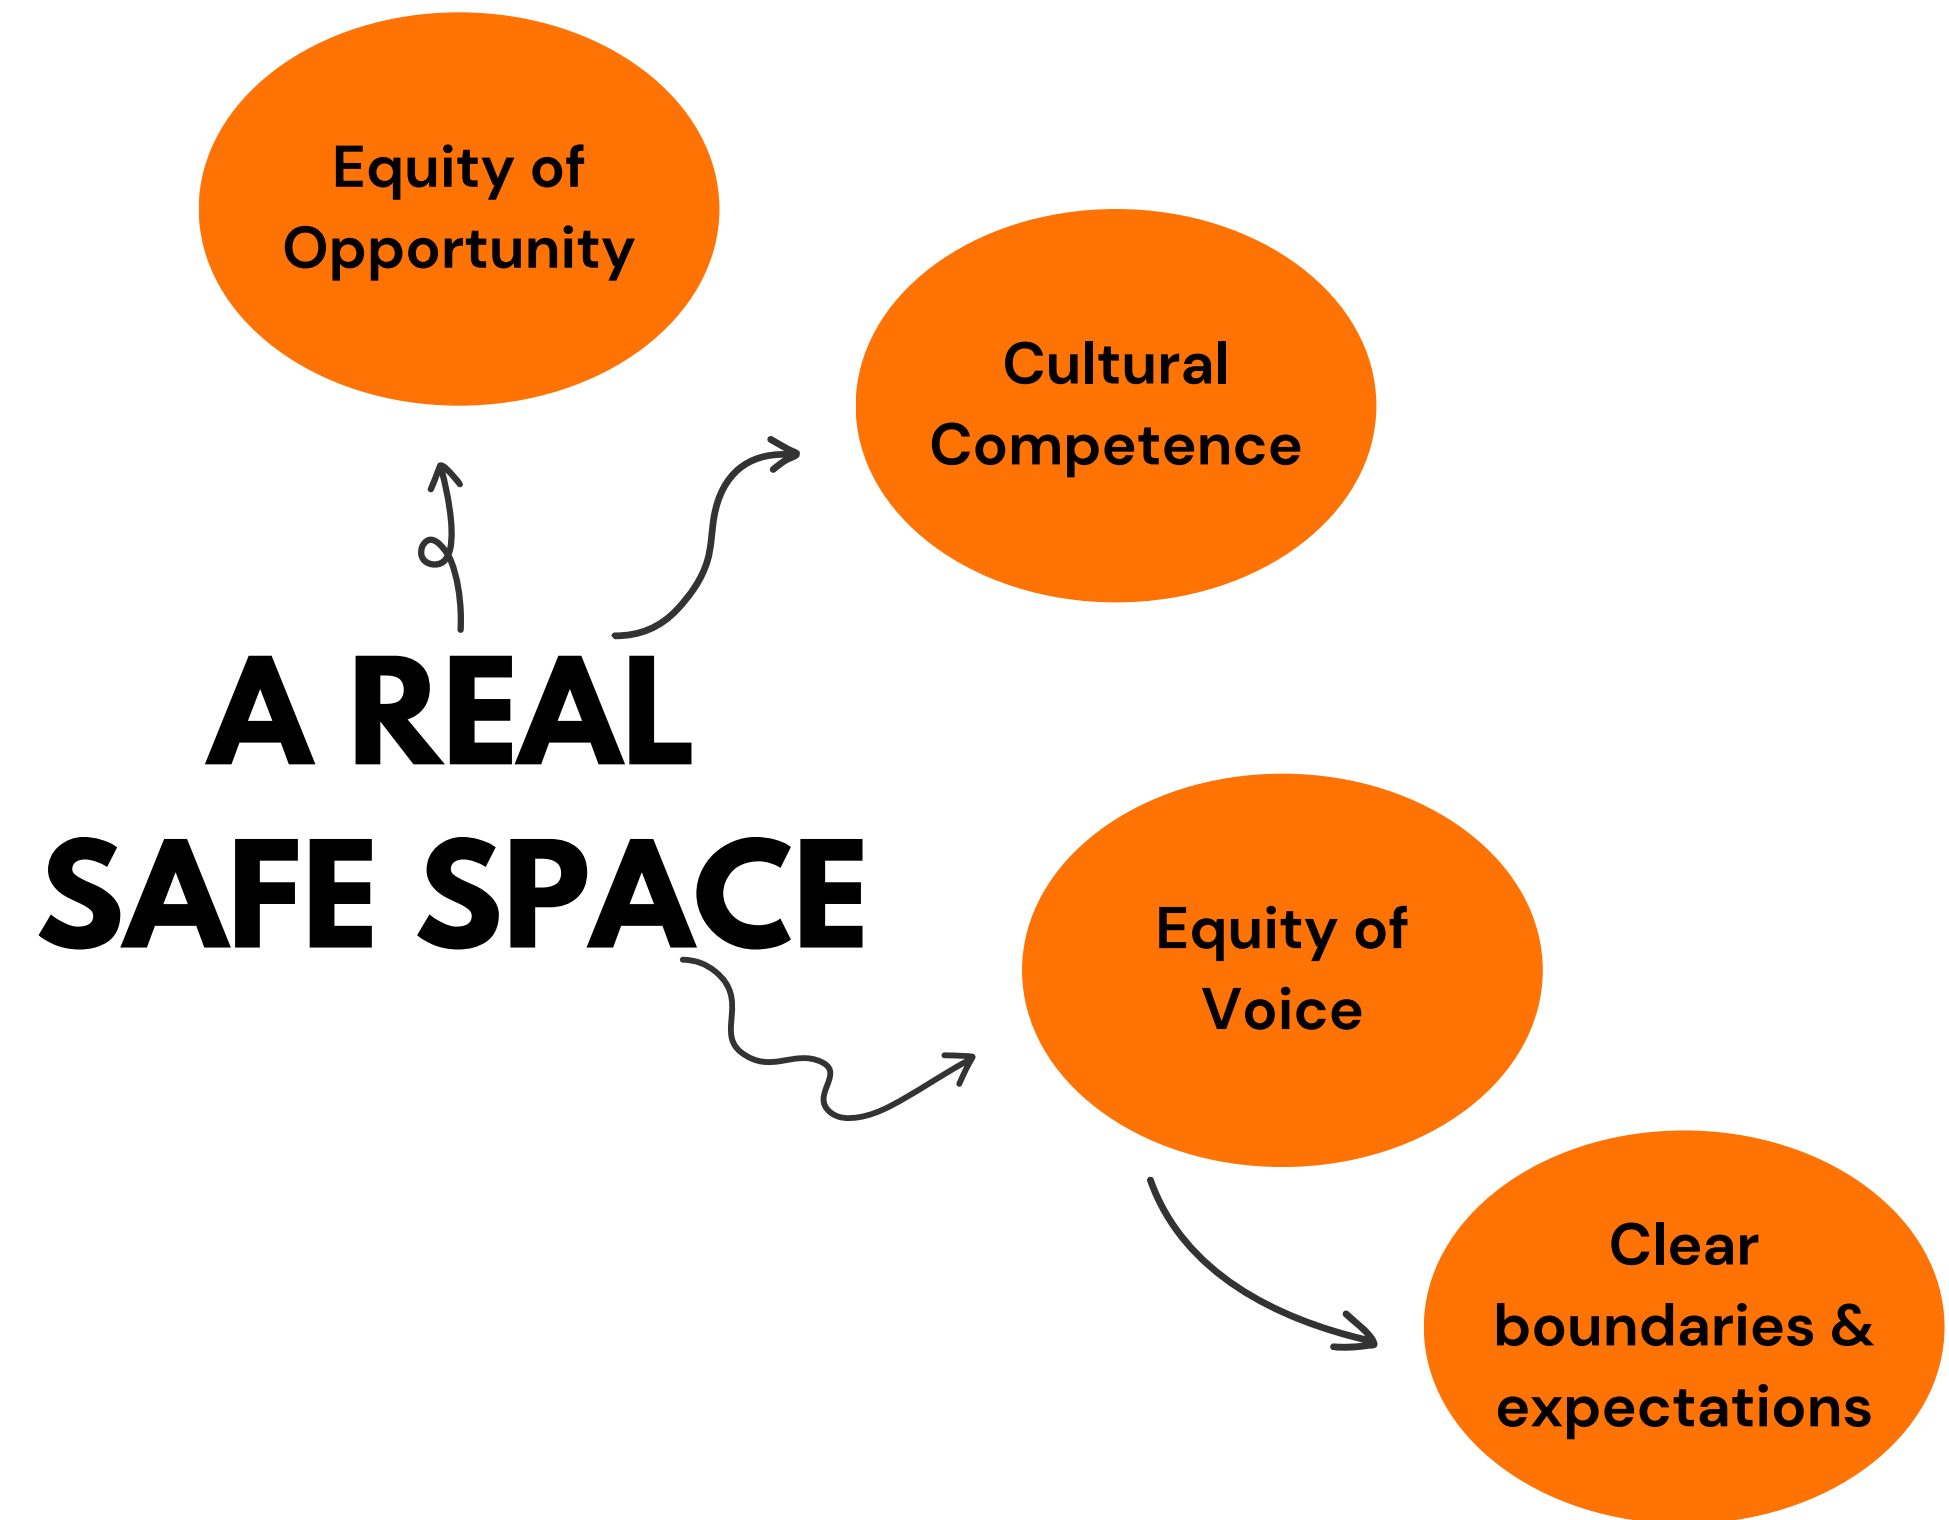 Equity of
Opportunity
Cultural
Competence
A REAL
SAFE SPACE
Equity of
Voice
Clear
boundaries &
expectations